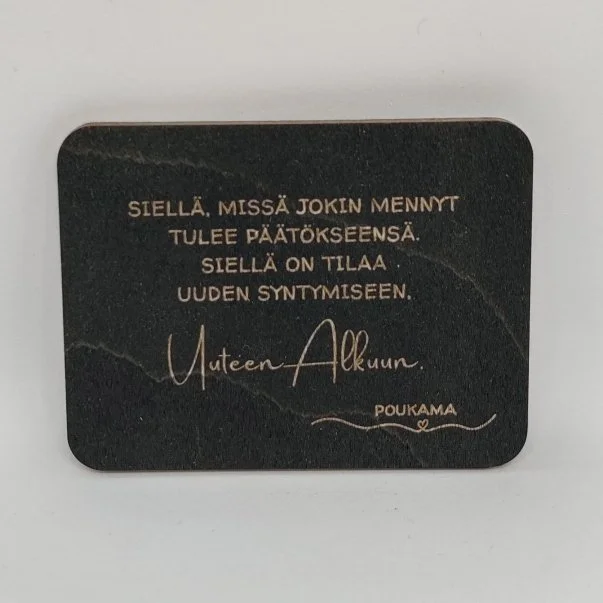 SIELLÄ, MISSÄ JOKIN MENNYT
TULEE PÄÄTÖKSEENSÄ.
SIELLÄ ON TILAA
UUDEN SYNTYMISEEN.
Uuteen Alkuun.
POUKAMA